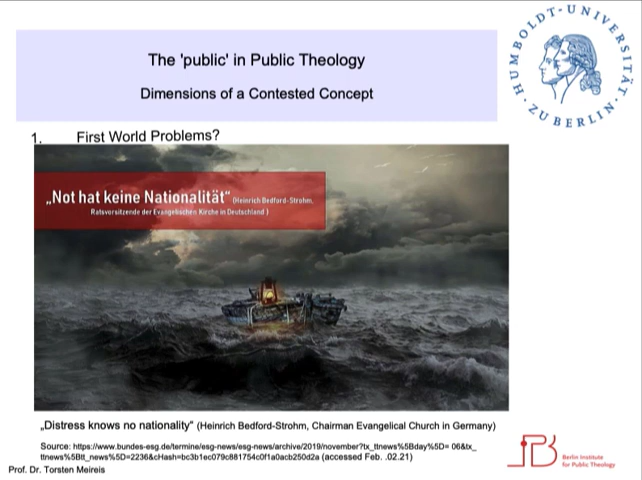 The 'public' in Public Theology
Dimensions of a Contested Concept
HUMBOLDT-UNIVERSITÄT
ZU BERLIN
1. First World Problems?
„Not hat keine Nationalität“ (Heinrich Bedford-Strohm,
Ratsvorsitzende der Evangelischen Kirche in Deutschland )
„Distress knows no nationality“ (Heinrich Bedford-Strohm, Chairman Evangelical Church in Germany)
Source: https://www.bundes-esg.de/termine/esg-news/esg-news/archive/2019/november?tx_ttnews%5Bday%5D= 06&tx_
ttnews%5Btt_news%5D=2236&cHash=bc3b1ec079c881754c0f1a0acb250d2a (accessed Feb. .02.21)
Berlin Institute
for Public Theology
Prof. Dr. Torsten Meireis